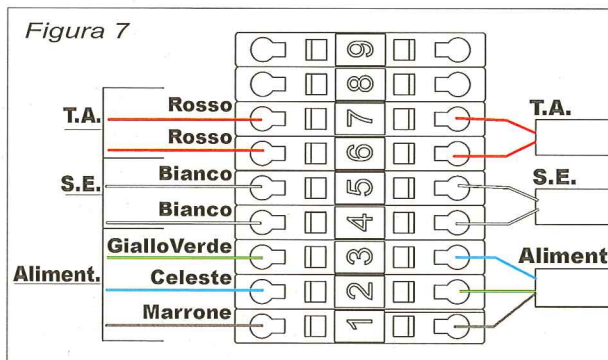 Figura 7
9
8
Rosso
7
T.A.
T.A.
Rosso
6
Bianco
5
S.E.
S.E.
Bianco
4
GialloVerde
3
Aliment.
Aliment.
Celeste
2
Marrone
1